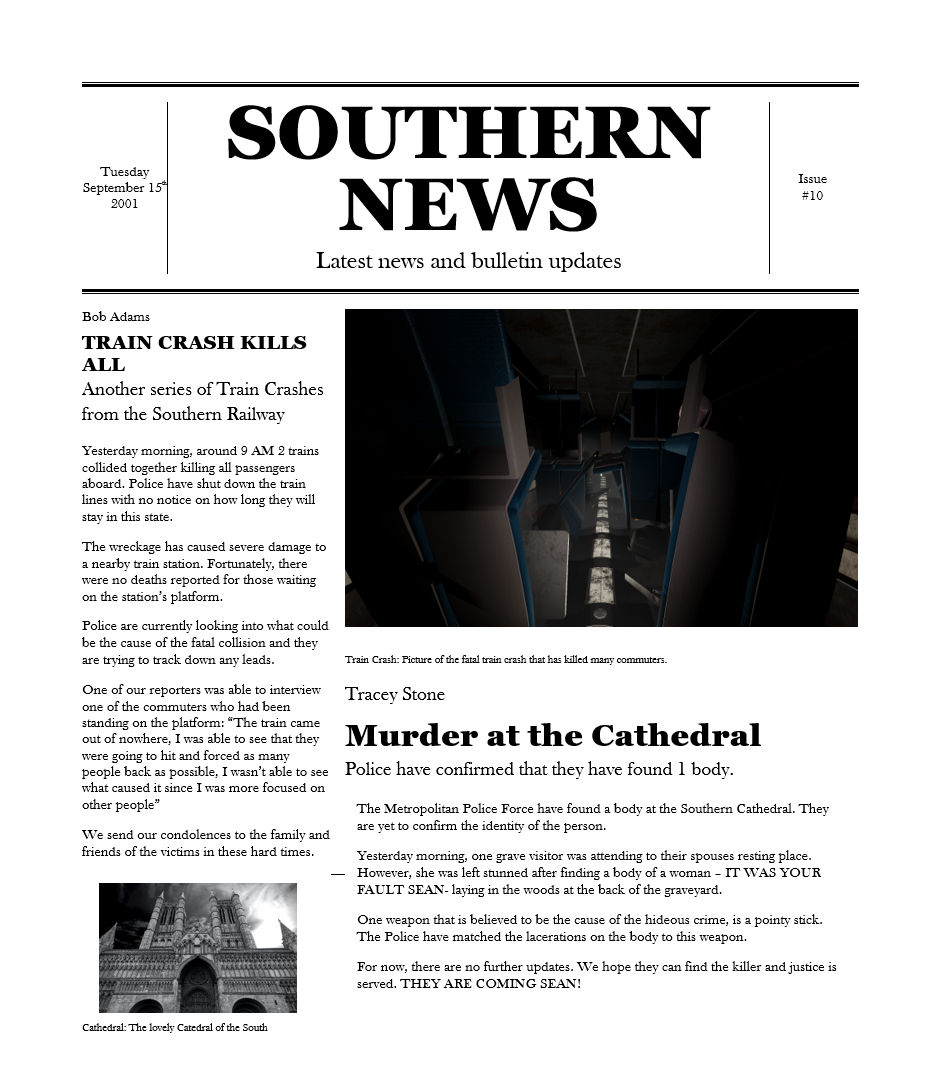 Tuesday
September 15th
2001
SOUTHERN
NEWS
Latest news and bulletin updates
Issue
#10
Bob Adams
TRAIN CRASH KILLS
ALL
Another series of Train Crashes
from the Southern Railway
Yesterday morning, around 9 AM 2 trains
collided together killing all passengers
aboard. Police have shut down the train
lines with no notice on how long they will
stay in this state.
The wreckage has caused severe damage to
a nearby train station. Fortunately, there
were no deaths reported for those waiting
on the station's platform.
Police are currently looking into what could
be the cause of the fatal collision and they
are trying to track down any leads.
One of our reporters was able to interview
one of the commuters who had been
standing on the platform: “The train came
out of nowhere, I was able to see that they
were going to hit and forced as many
people back as possible, I wasn't able to see
what caused it since I was more focused on
other people”
We send our condolences to the family and
friends of the victims in these hard times.
Cathedral: The lovely Catedral of the South
Train Crash: Picture of the fatal train crash that has killed many commuters.
Tracey Stone
Murder at the Cathedral
Police have confirmed that they have found 1 body.
The Metropolitan Police Force have found a body at the Southern Cathedral. They
are yet to confirm the identity of the person.
Yesterday morning, one grave visitor was attending to their spouses resting place.
However, she was left stunned after finding a body of a woman – IT WAS YOUR
FAULT SEAN- laying in the woods at the back of the graveyard.
One weapon that is believed to be the cause of the hideous crime, is a pointy stick.
The Police have matched the lacerations on the body to this weapon.
For now, there are no further updates. We hope they can find the killer and justice is
served. THEY ARE COMING SEAN!